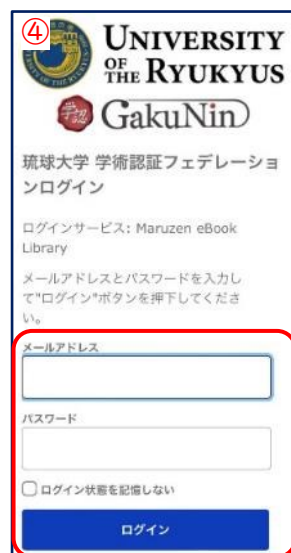 ④
UNIVERSITY
OF THE RYUKYUS
学認 GakuNin
琉球大学 学術認証フェデレーショ
ンログイン
ログインサービス: Maruzen eBook
Library
メールアドレスとパスワードを入力し
て"ログイン"ボタンを押下してくださ
い。
メールアドレス
パスワード
ログイン状態を記憶しない
ログイン